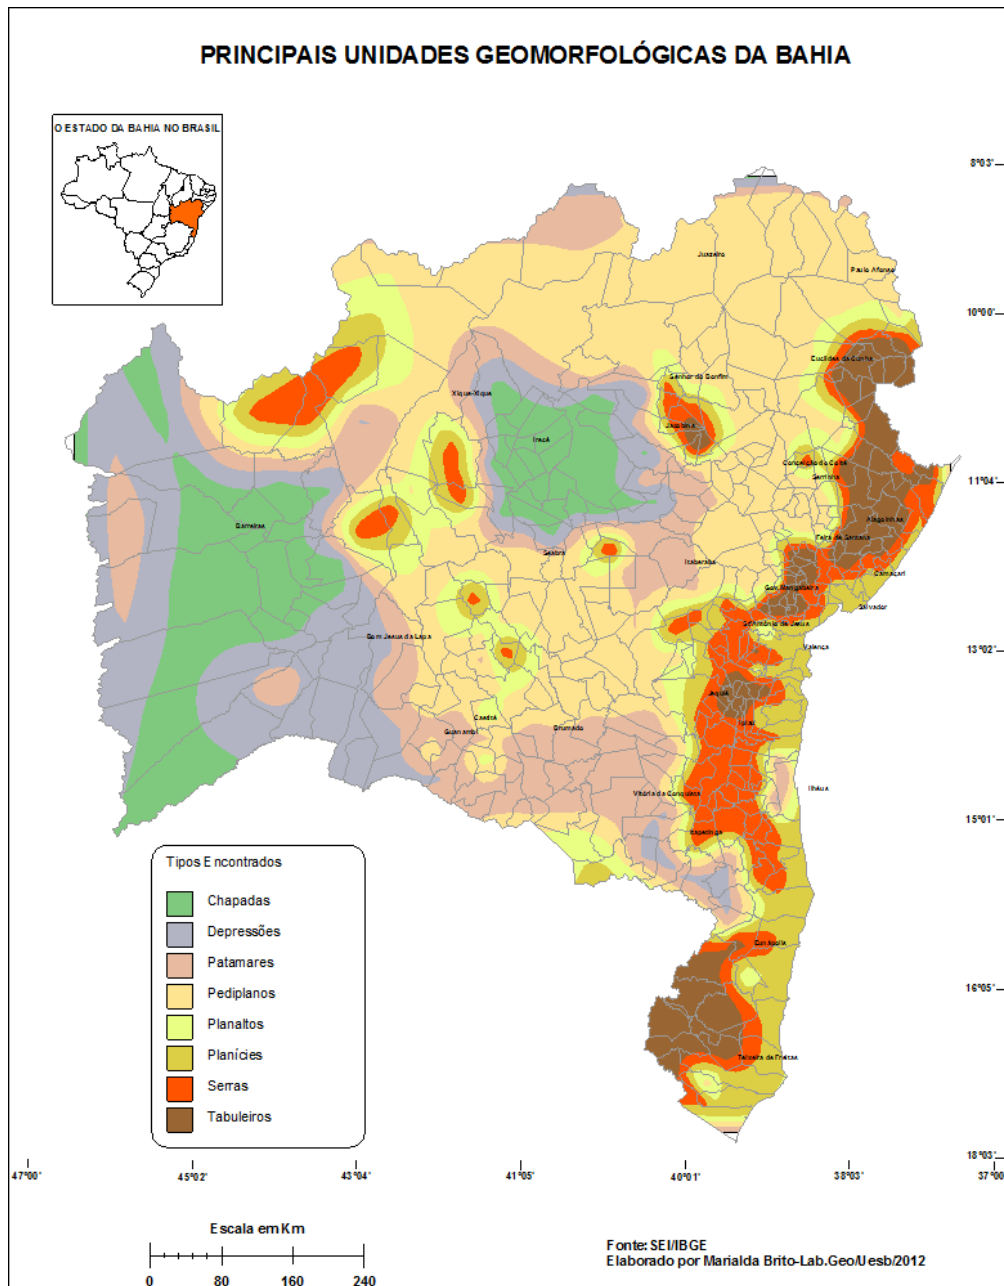 PRINCIPAIS UNIDADES GEOMORFOLÓGICAS DA BAHIA
O ESTADO DA BAHIA NO BRASIL
8°03'
Juazeiro
Paulo Afonso
10°00'
Euclides da Cunha
Senhor do Bonfim
Xique-Xique
Jacobina
Irecê
Conceição do Coité
Serrinha
11°04'
Barreiras
Alagoinhas
Feira de Santana
Seabra
Itaberaba
Camaçari
Gov. Mangabeira
Salvador
StºAntônio de Jesus
Bom Jesus da Lapa
Valença
13°02'
Jequié
Ipiaú
Caetité
Guanambi
Brumado
Ilhéus
Vitória da Conquista
15°01'
Itapetinga
Tipos Encontrados
Chapadas
Depressões
Eunápolis
Patamares
Pediplanos
16°05'
Planaltos
Planícies
Teixeira de Freitas
Serras
Tabuleiros
18°03'
47°00' 45°02' 43°04' 41°05' 40°01' 38°03' 37°00'
Escala em Km
0 80 160 240
Fonte: SEI/IBGE
Elaborado por Marialda Brito-Lab.Geo/Uesb/2012